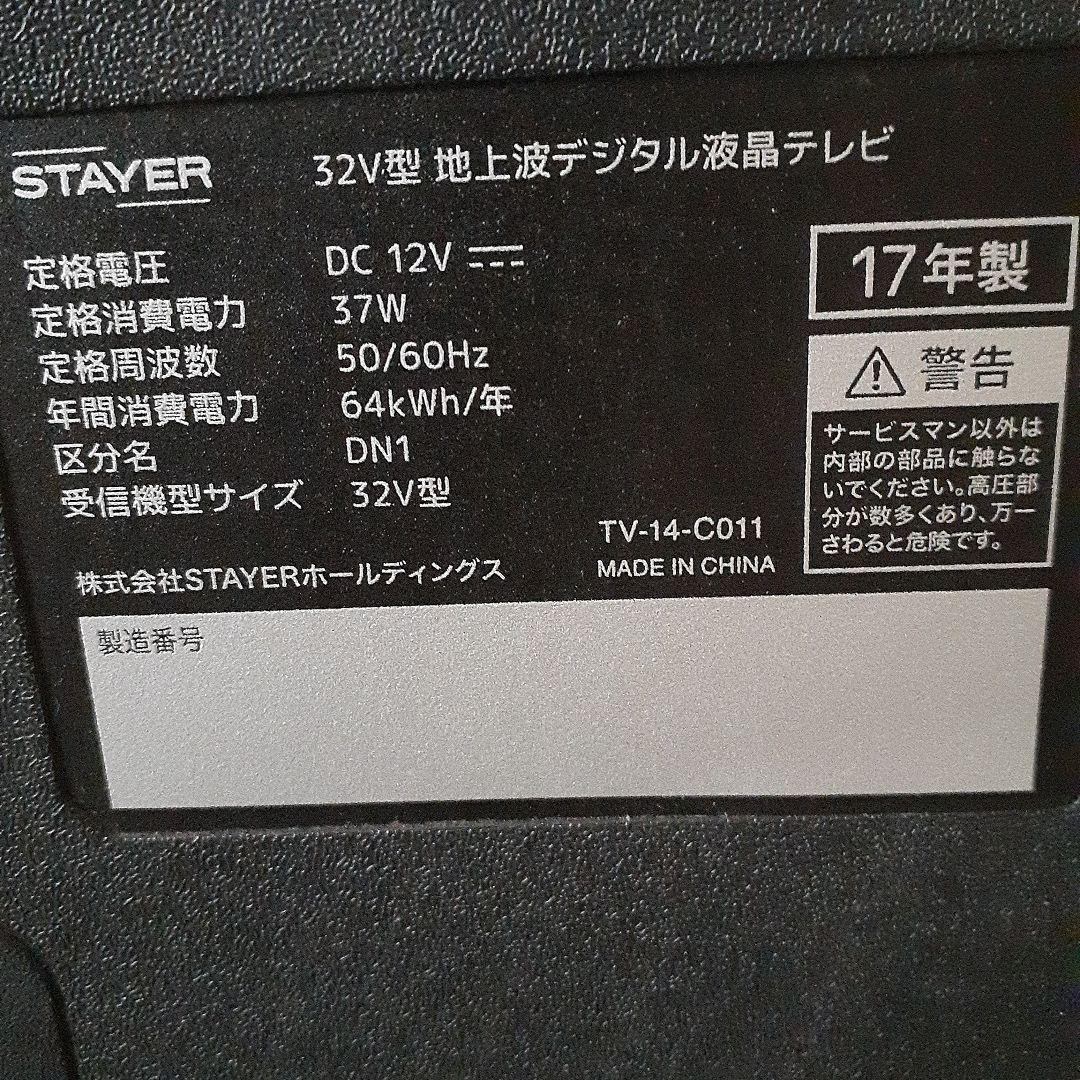 STAYER 32V型 地上波デジタル液晶テレビ
定格電圧 DC 12V
定格消費電力 37W
定格周波数 50/60Hz
年間消費電力 64kWh/年
区分名 DN1
受信機型サイズ 32V型
17年製
警告
サービスマン以外は
内部の部品に触らな
いでください。高圧部
分が数多くあり、万一
さわると危険です。
TV-14-C011
株式会社STAYERホールディングス MADE IN CHINA
製造番号